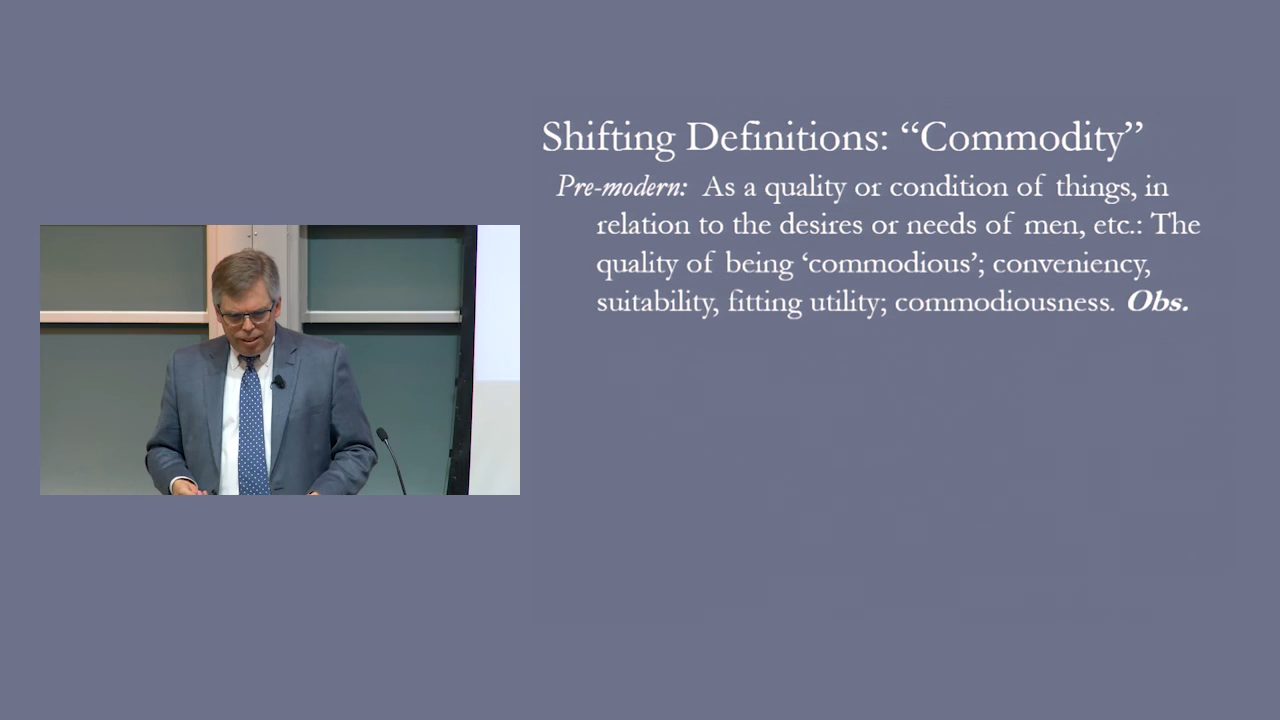 Shifting Definitions: “Commodity”
Pre-modern: As a quality or condition of things, in
relation to the desires or needs of men, etc.: The
quality of being ‘commodious’; conveniency,
suitability, fitting utility; commodiousness. Obs.